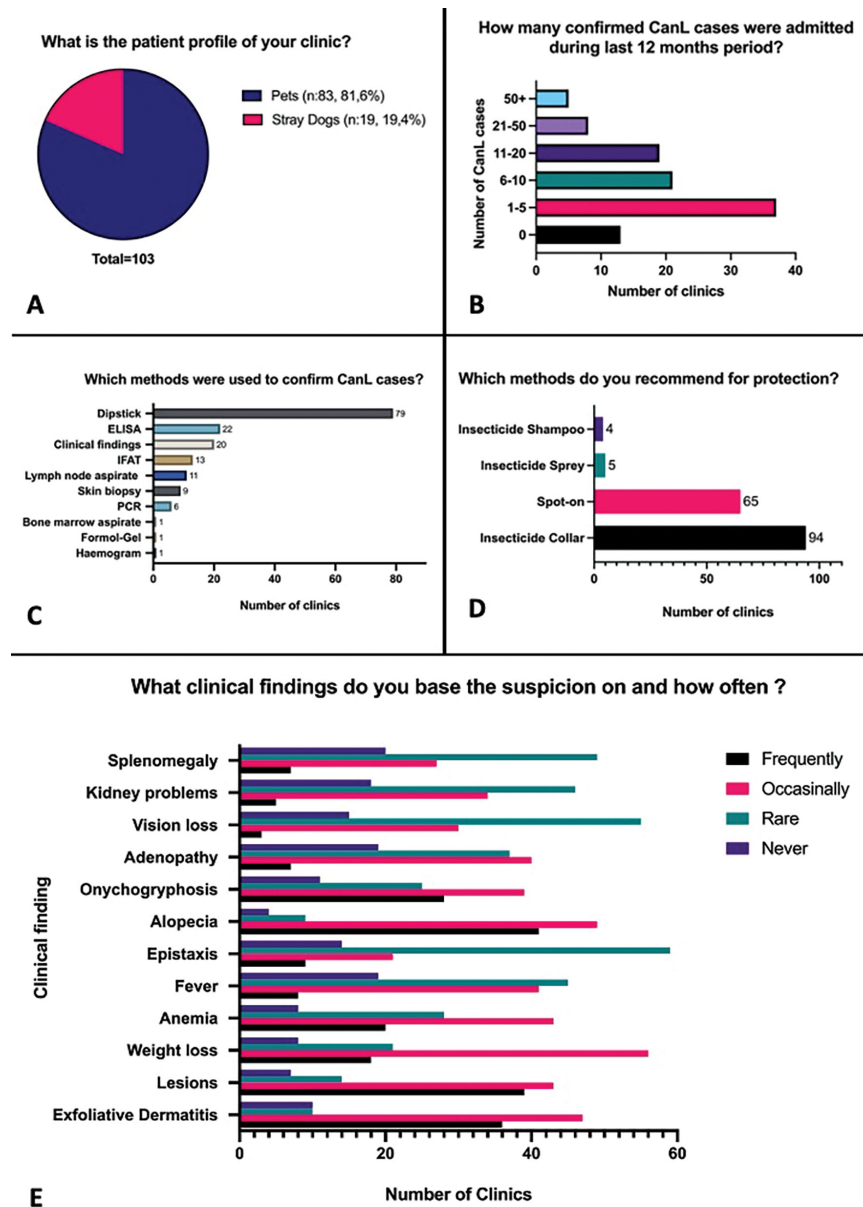 What is the patient profile of your clinic?
Pets (n:83, 81,6%)
Stray Dogs (n:19, 19,4%)
Total=103
A
How many confirmed CanL cases were admitted
during last 12 months period?
Number of CanL cases
50+
21-50
11-20
6-10
1-5
0
0 10 20 30 40
Number of clinics
B
Which methods were used to confirm CanL cases?
Dipstick 79
ELISA 22
Clinical findings 20
IFAT 13
Lymph node aspirate 11
Skin biopsy 9
PCR 6
Bone marrow aspirate 1
Formol-Gel 1
Haemogram 1
0 20 40 60 80
Number of clinics
C
Which methods do you recommend for protection?
Insecticide Shampoo 4
Insecticide Sprey 5
Spot-on 65
Insecticide Collar 94
0 50 100
Number of clinics
D
What clinical findings do you base the suspicion on and how often ?
Clinical finding
Splenomegaly
Kidney problems
Vision loss
Adenopathy
Onychogryphosis
Alopecia
Epistaxis
Fever
Anemia
Weight loss
Lesions
Exfoliative Dermatitis
0 20 40 60
Number of Clinics
Frequently
Occasinally
Rare
Never
E